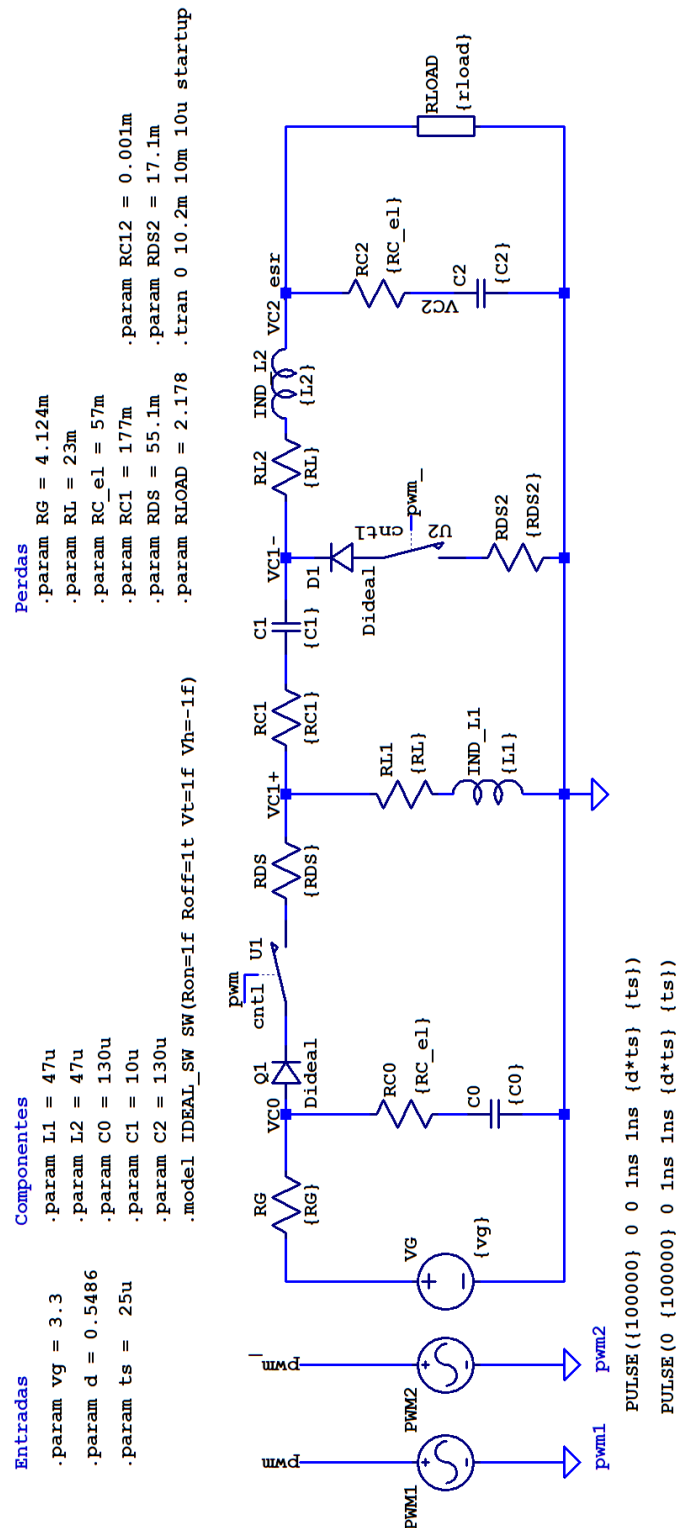 Entradas
.param vg = 3.3
.param d = 0.5486
.param ts =  25u
Componentes
.param L1 = 47u
.param L2 = 47u
.param C0 = 130u
.param C1 = 10u
.param C2 = 130u
.model IDEAL_SW SW(Ron=1f Roff=1t Vt=1f Vh=-1f)
Perdas
.param RG = 4.124m
.param RL = 23m
.param RC_el = 57m
.param RC1 = 177m
.param RC12 = 0.001m
.param RDS = 55.1m
.param RDS2 = 17.1m
.param RLOAD = 2.178
.tran 0 10.2m 10m 10u startup
pwm
PWM1
pwm1
pwm_
PWM2
pwm2
VG
{vg}
RG
{RG}
VC0
RC0
{RC_el}
C0
{C0}
Q1
Dideal
pwm
cntl
U1
RDS
{RDS}
VC1+
RL1
{RL}
IND_L1
{L1}
RC1
{RC1}
C1
{C1}
VC1-
D1
Dideal
cntl
U2
pwm_
RDS2
{RDS2}
RL2
{RL}
IND_L2
{L2}
VC2_esr
RC2
{RC_el}
VC2
C2
{C2}
RLOAD
{rload}
PULSE({100000} 0 0 1ns 1ns {d*ts} {ts})
PULSE(0 {100000} 0 1ns 1ns {d*ts} {ts})